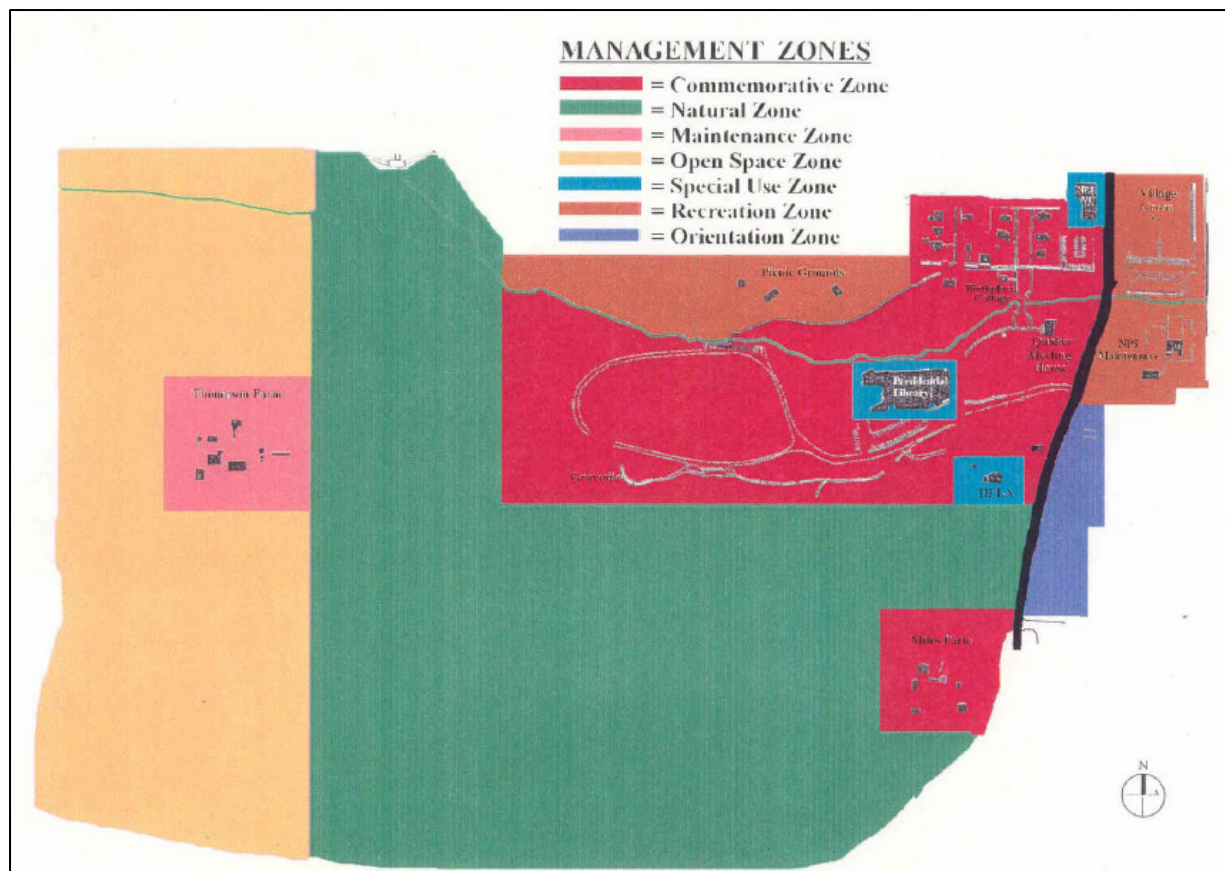 MANAGEMENT ZONES
= Commemorative Zone
= Natural Zone
= Maintenance Zone
= Open Space Zone
= Special Use Zone
= Recreation Zone
= Orientation Zone
Village
Green
Picnic Grounds
Birthplace
Cottage
Quaker
Meeting
House
NPS
Maintenance
Presidential
Library
Thompson Farm
Gravesite
Miles Farm
N